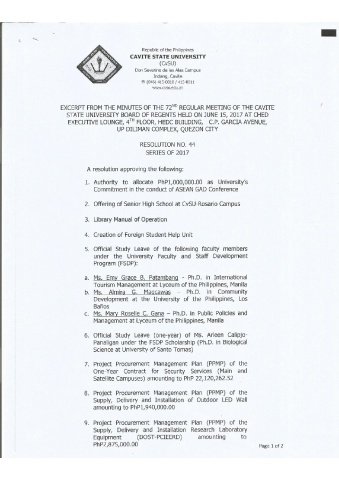 Republic of the Philippines
CAVITE STATE UNIVERSITY
(CvSU)
Don Severino de las Alas Campus
Indang, Cavite
www.cvsu.edu.ph
EXCERPT FROM THE MINUTES OF THE 72ND REGULAR MEETING OF THE CAVITE
STATE UNIVERSITY BOARD OF REGENTS HELD ON JUNE 15, 2017 AT CHED
EXECUTIVE LOUNGE, 4TH FLOOR, HEDC BUILDING, C.P. GARCIA AVENUE,
UP DILIMAN COMPLEX, QUEZON CITY
RESOLUTION NO. 44
SERIES OF 2017
A resolution approving the following:
1. Authority to allocate PhP1,000,000.00 as University's
Commitment in the conduct of ASEAN GAD Conference
2. Offering of Senior High School at CvSU-Rosario Campus
3. Library Manual of Operation
4. Creation of Foreign Student Help Unit
5. Official Study Leave of the following faculty members
under the University Faculty and Staff Development
Program (FSDP):
a. Ms. Emy Grace B. Patambang - Ph.D. in International
Tourism Management at Lyceum of the Philippines, Manila
b. Ms. Almira G. Maccawas - Ph.D. in Community
Development at the University of the Philippines, Los
Baños
c. Ms. Mary Roselle C. Gana – Ph.D. in Public Policies and
Management at Lyceum of the Philippines, Manila
6. Official Study Leave (one-year) of Ms. Arleen Calipjo-
Panaligan under the FSDP Scholarship (Ph.D. in Biological
Science at University of Santo Tomas)
7. Project Procurement Management Plan (PPMP) of the
One-Year Contract for Security Services (Main and
Satellite Campuses) amounting to PhP 22,120,262.52
8. Project Procurement Management Plan (PPMP) of the
Supply, Delivery and Installation of Outdoor LED Wall
amounting to PhP1,940,000.00
9. Project Procurement Management Plan (PPMP) of the
Supply, Delivery and Installation Research Laboratory
Equipment (DOST-PCIEERD) amounting to
PhP7,875,000.00
Page 1 of 2